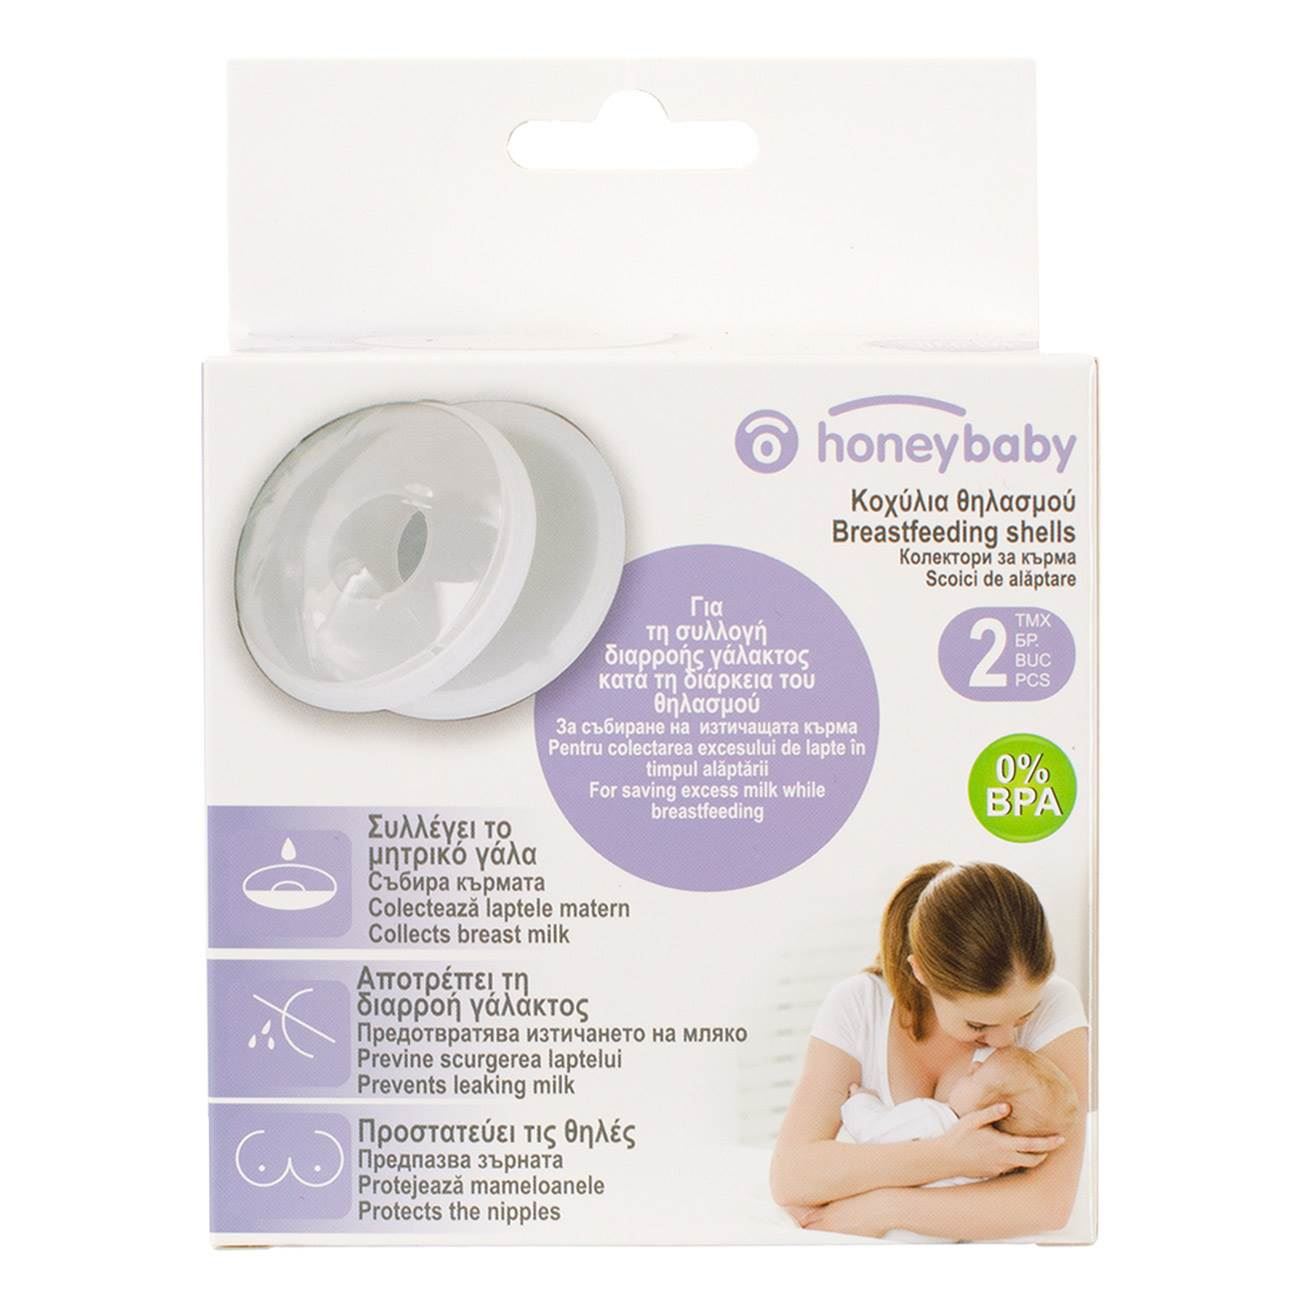 honeybaby
Κοχύλια θηλασμού
Breastfeeding shells
Колектори за кърма
Scoici de alăptare
2
ΤΜΧ
БР.
BUC
PCS
Για
τη συλλογή
διαρροής γάλακτος
κατά τη διάρκεια του
θηλασμού
За събиране на изтичащата кърма
Pentru colectarea excesului de lapte în
timpul alăptării
For saving excess milk while
breastfeeding
0%
BPA
Συλλέγει το
μητρικό γάλα
Събира кърмата
Colectează laptele matern
Collects breast milk
Αποτρέπει τη
διαρροή γάλακτος
Предотвратява изтичането на мляко
Previne scurgerea laptelui
Prevents leaking milk
Προστατεύει τις θηλές
Предпазва зърната
Protejează mameloanele
Protects the nipples